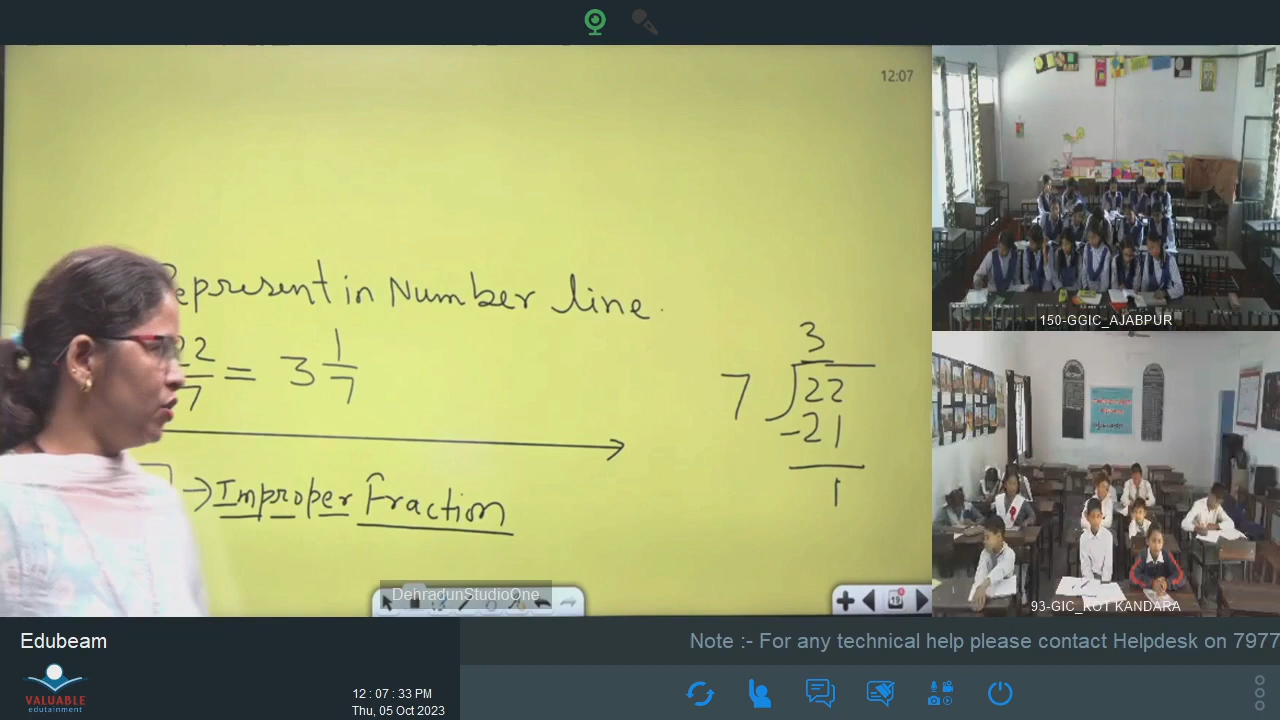 12:07
Represent in Number line.
22/7 = 3 1/7
3
7 22
-21
1
→ Improper Fraction
DehradunStudioOne
150-GGIC_AJABPUR
93-GIC_KOT KANDARA
Edubeam
Note :- For any technical help please contact Helpdesk on 7977
VALUABLE
edutainment
12 : 07 : 33 PM
Thu, 05 Oct 2023